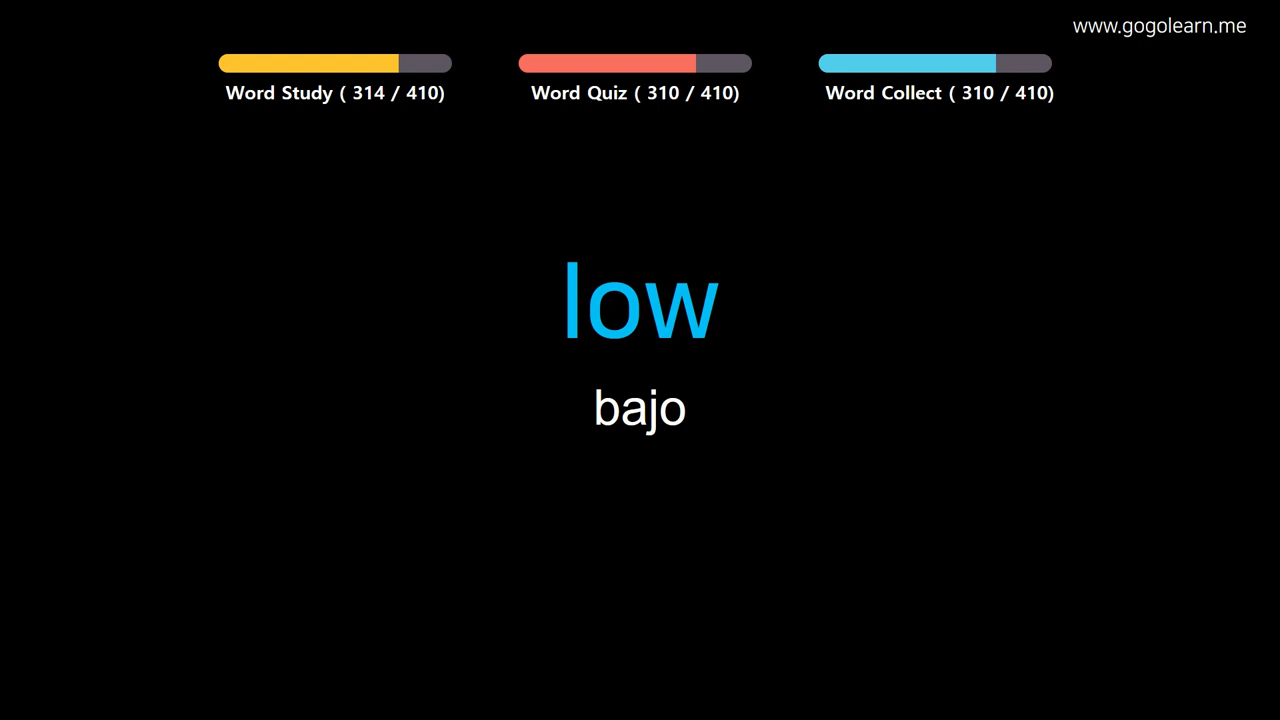 www.gogolearn.me
Word Study ( 314 / 410)
Word Quiz ( 310 / 410)
Word Collect ( 310 / 410)
low
bajo